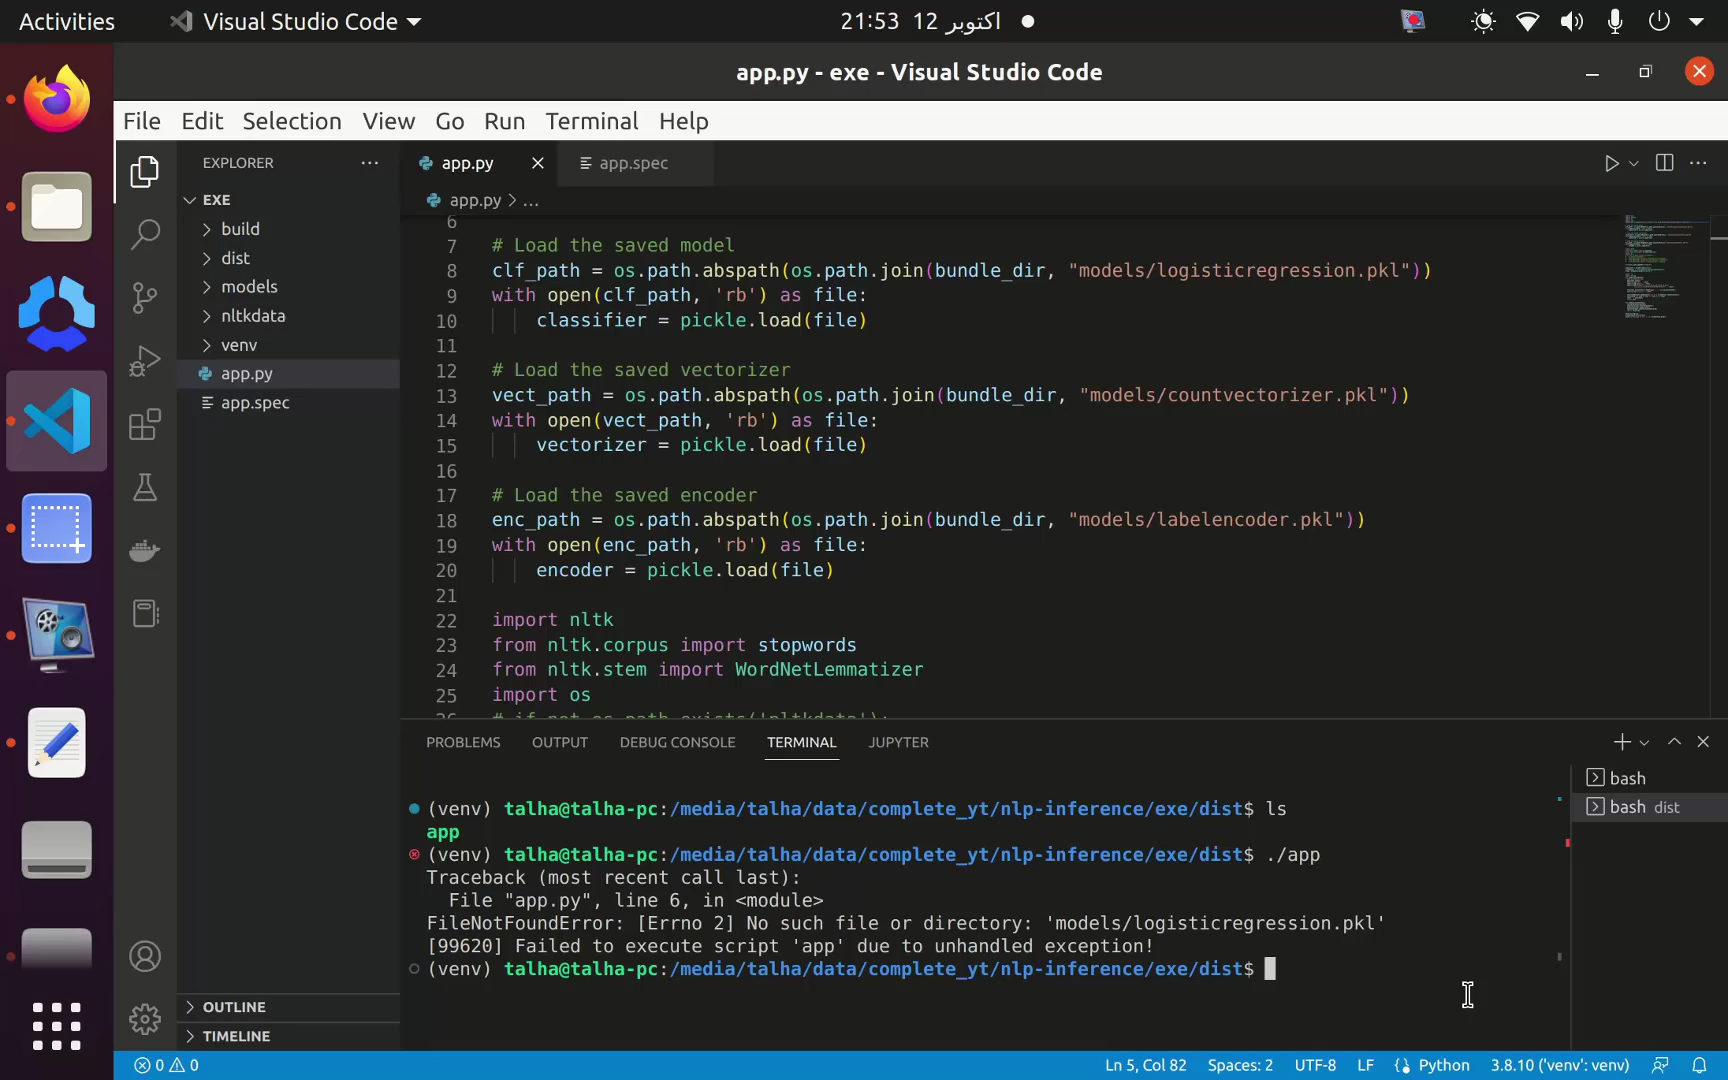 Activities
Visual Studio Code
21:53 12 اکتوبر
app.py - exe - Visual Studio Code
File Edit Selection View Go Run Terminal Help
EXPLORER
EXE
build
dist
models
nltkdata
venv
app.py
app.spec
OUTLINE
TIMELINE
app.py app.spec
app.py > ...
6
7 # Load the saved model
8 clf_path = os.path.abspath(os.path.join(bundle_dir, "models/logisticregression.pkl"))
9 with open(clf_path, 'rb') as file:
10 classifier = pickle.load(file)
11
12 # Load the saved vectorizer
13 vect_path = os.path.abspath(os.path.join(bundle_dir, "models/countvectorizer.pkl"))
14 with open(vect_path, 'rb') as file:
15 vectorizer = pickle.load(file)
16
17 # Load the saved encoder
18 enc_path = os.path.abspath(os.path.join(bundle_dir, "models/labelencoder.pkl"))
19 with open(enc_path, 'rb') as file:
20 encoder = pickle.load(file)
21
22 import nltk
23 from nltk.corpus import stopwords
24 from nltk.stem import WordNetLemmatizer
25 import os
26 # if not os.path.exists('nltkdata'):
PROBLEMS OUTPUT DEBUG CONSOLE TERMINAL JUPYTER
(venv) talha@talha-pc:/media/talha/data/complete_yt/nlp-inference/exe/dist$ ls
app
(venv) talha@talha-pc:/media/talha/data/complete_yt/nlp-inference/exe/dist$ ./app
Traceback (most recent call last):
File "app.py", line 6, in <module>
FileNotFoundError: [Errno 2] No such file or directory: 'models/logisticregression.pkl'
[99620] Failed to execute script 'app' due to unhandled exception!
(venv) talha@talha-pc:/media/talha/data/complete_yt/nlp-inference/exe/dist$
bash
bash dist
0 0
Ln 5, Col 82 Spaces: 2 UTF-8 LF Python 3.8.10 ('venv': venv)